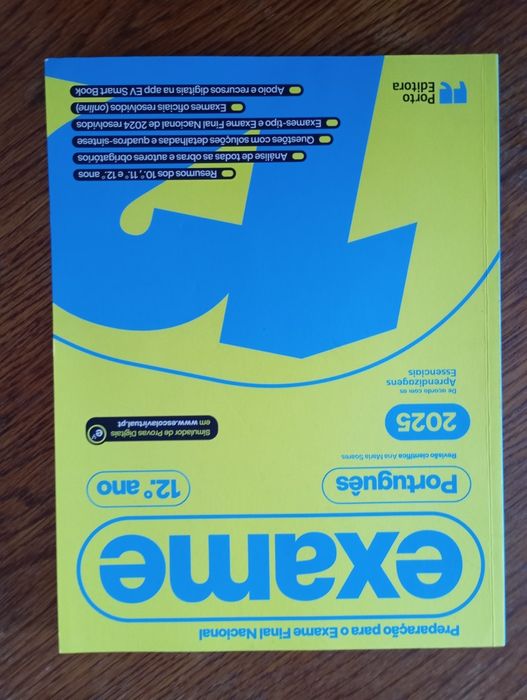 Preparação para o Exame Final Nacional
exame
Português
12.º ano
Revisão científica Ana Maria Soares
2025
Simulador de Provas Digitais
em www.escolavirtual.pt
De acordo com as
Aprendizagens
Essenciais
Resumos dos 10.º, 11.º e 12.º anos
Análise de todas as obras e autores obrigatórios
Questões com soluções detalhadas e quadros-síntese
Exames-tipo e Exame Final Nacional de 2024 resolvidos
Exames oficiais resolvidos (online)
Apoio e recursos digitais na app EV Smart Book
Porto
Editora